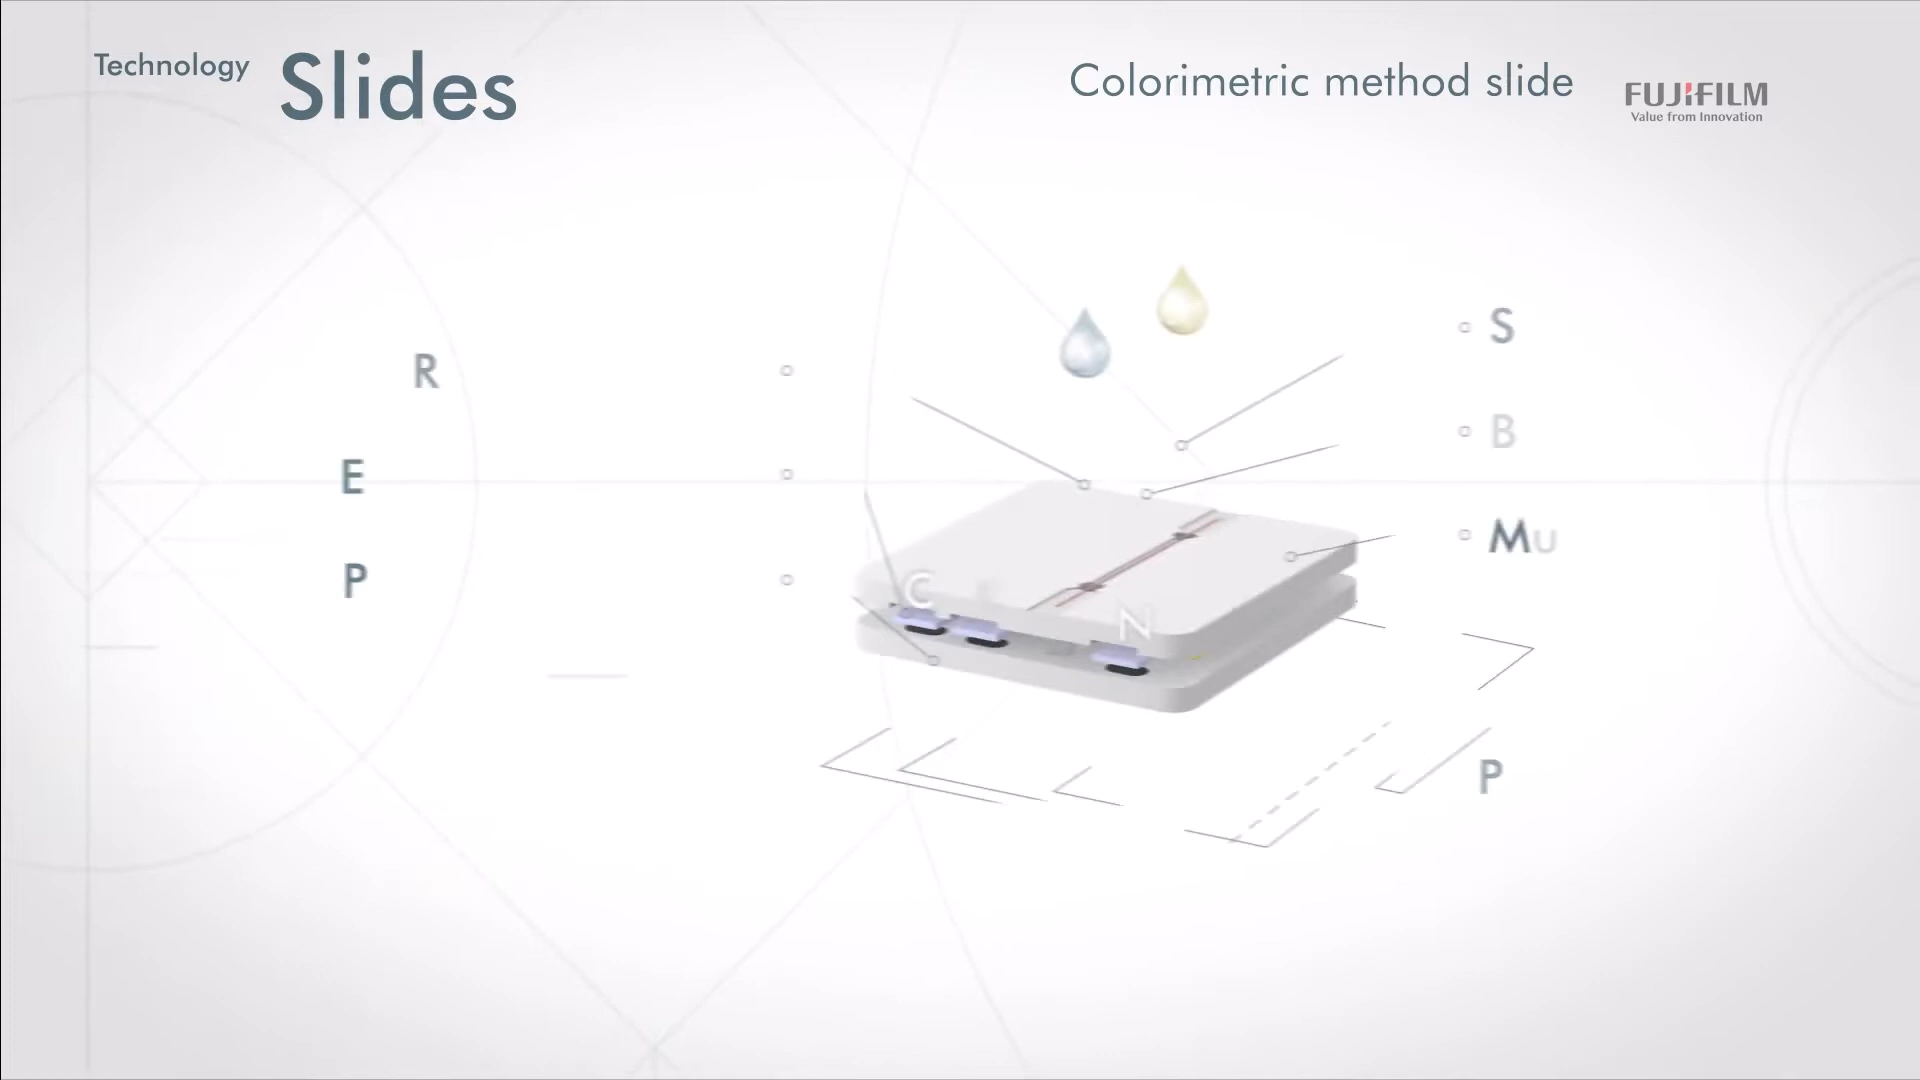 Technology Slides
Colorimetric method slide
FUJIFILM
Value from Innovation
R
S
B
E
Mu
P
C
N
P